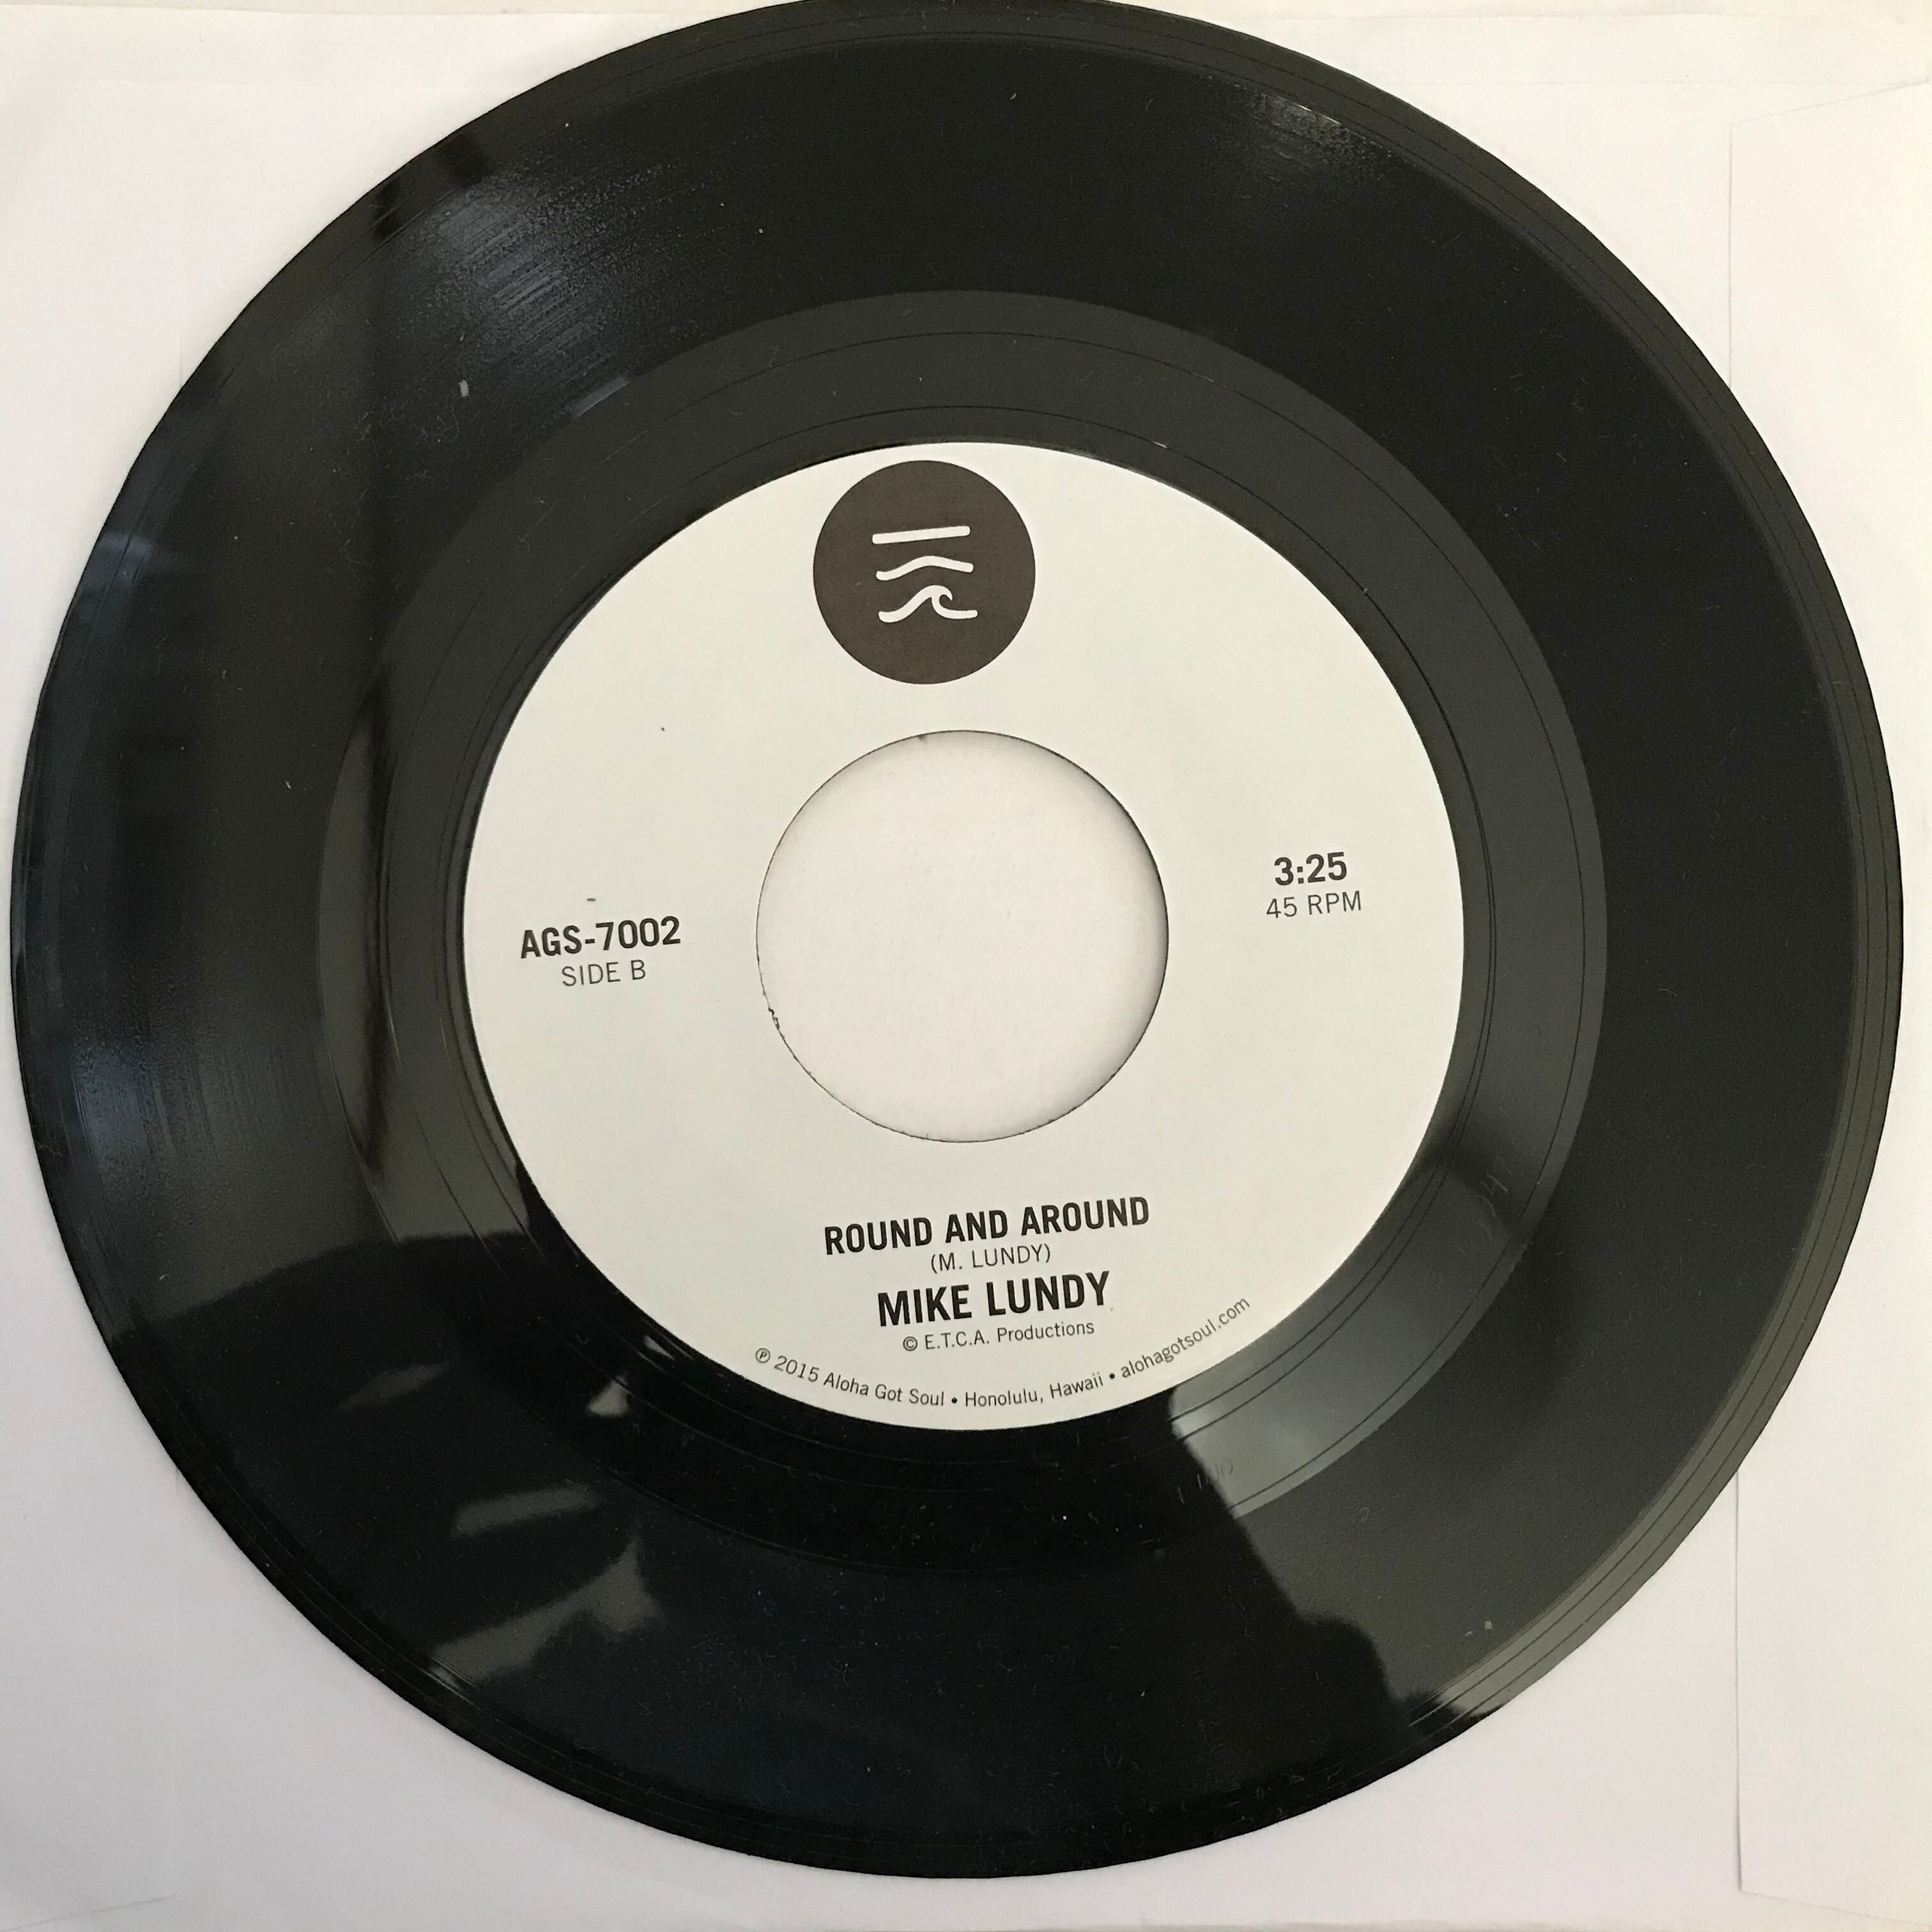 AGS-7002
SIDE B
3:25
45 RPM
ROUND AND AROUND
(M. LUNDY)
MIKE LUNDY
© E.T.C.A. Productions
℗ 2015 Aloha Got Soul • Honolulu, Hawaii • alohagotsoul.com